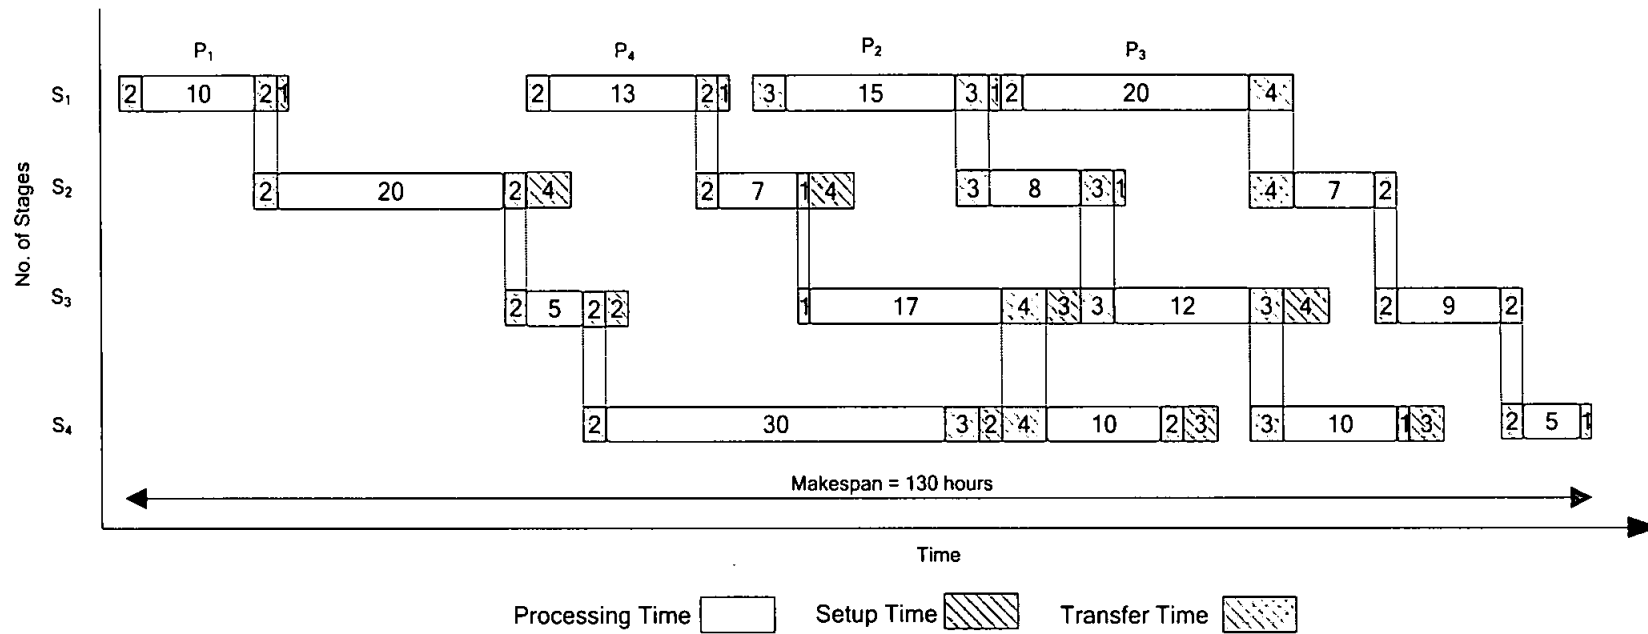 P1 P4 P2 P3
S1 2 10 2 1 2 13 2 1 3 15 3 1 2 20 4
S2 2 20 2 4 2 7 1 4 3 8 3 1 4 7 2
S3 2 5 2 2 1 17 4 3 3 12 3 4 2 9 2
S4 2 30 3 2 4 10 2 3 3 10 1 3 2 5 1
No. of Stages
Makespan = 130 hours
Time
Processing Time Setup Time Transfer Time